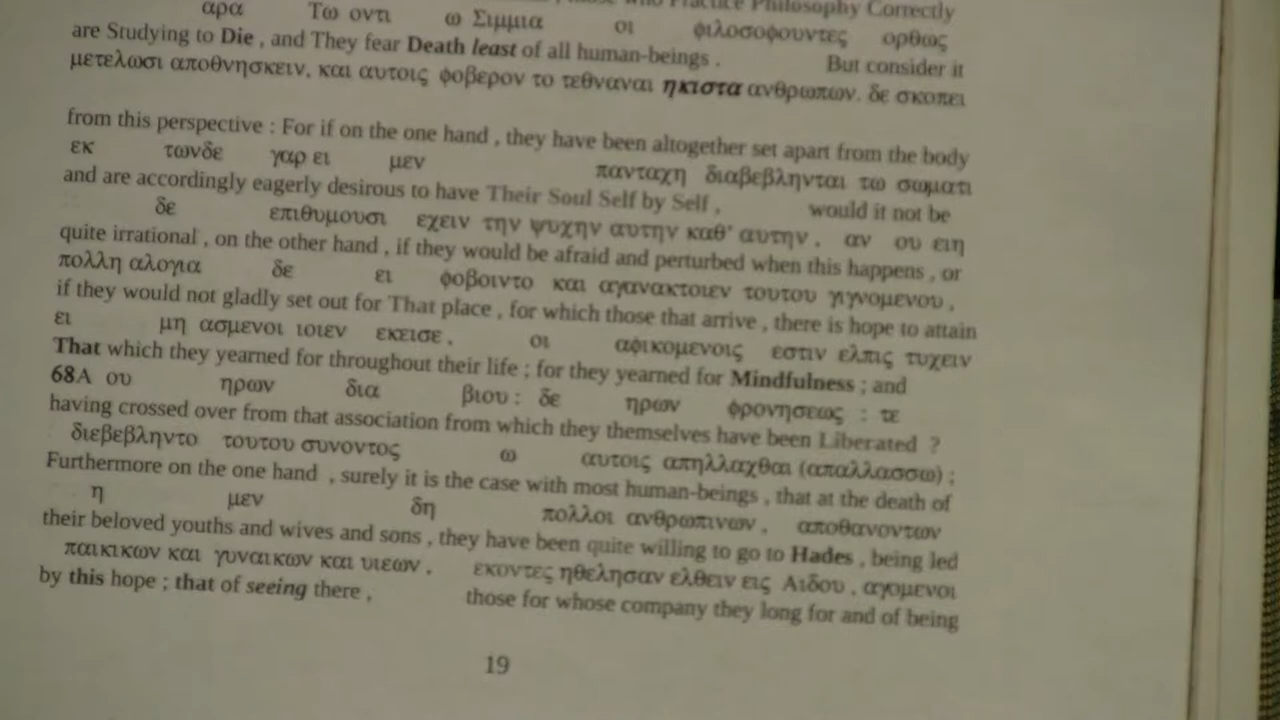 Practice Philosophy Correctly
αρα Τω οντι ω Σιμμια οι φιλοσοφουντες ορθως
are Studying to Die , and They fear Death least of all human-beings . But consider it
μετελωσι αποθνησκειν, και αυτοις φοβερον το τεθναναι ηκιστα ανθρωπων. δε σκοπει
from this perspective : For if on the one hand , they have been altogether set apart from the body
εκ τωνδε γαρ ει μεν πανταχη διαβεβληνται τω σωματι
and are accordingly eagerly desirous to have Their Soul Self by Self , would it not be
δε επιθυμουσι εχειν την ψυχην αυτην καθ' αυτην , αν ου ειη
quite irrational , on the other hand , if they would be afraid and perturbed when this happens , or
πολλη αλογια δε ει φοβοιντο και αγανακτοιεν τουτου γιγνομενου ,
if they would not gladly set out for That place , for which those that arrive , there is hope to attain
ει μη ασμενοι ιοιεν εκεισε , οι αφικομενοις εστιν ελπις τυχειν
That which they yearned for throughout their life ; for they yearned for Mindfulness ; and
68A ου ηρων δια βιου : δε ηρων φρονησεως : τε
having crossed over from that association from which they themselves have been Liberated ?
διεβεβληντο τουτου συνοντος ω αυτοις απηλλαχθαι (απαλλασσω) ;
Furthermore on the one hand , surely it is the case with most human-beings , that at the death of
η μεν δη πολλοι ανθρωπινων , αποθανοντων
their beloved youths and wives and sons , they have been quite willing to go to Hades , being led
παικικων και γυναικων και υιεων , εκοντες ηθελησαν ελθειν εις Αιδου , αγομενοι
by this hope ; that of seeing there , those for whose company they long for and of being
19